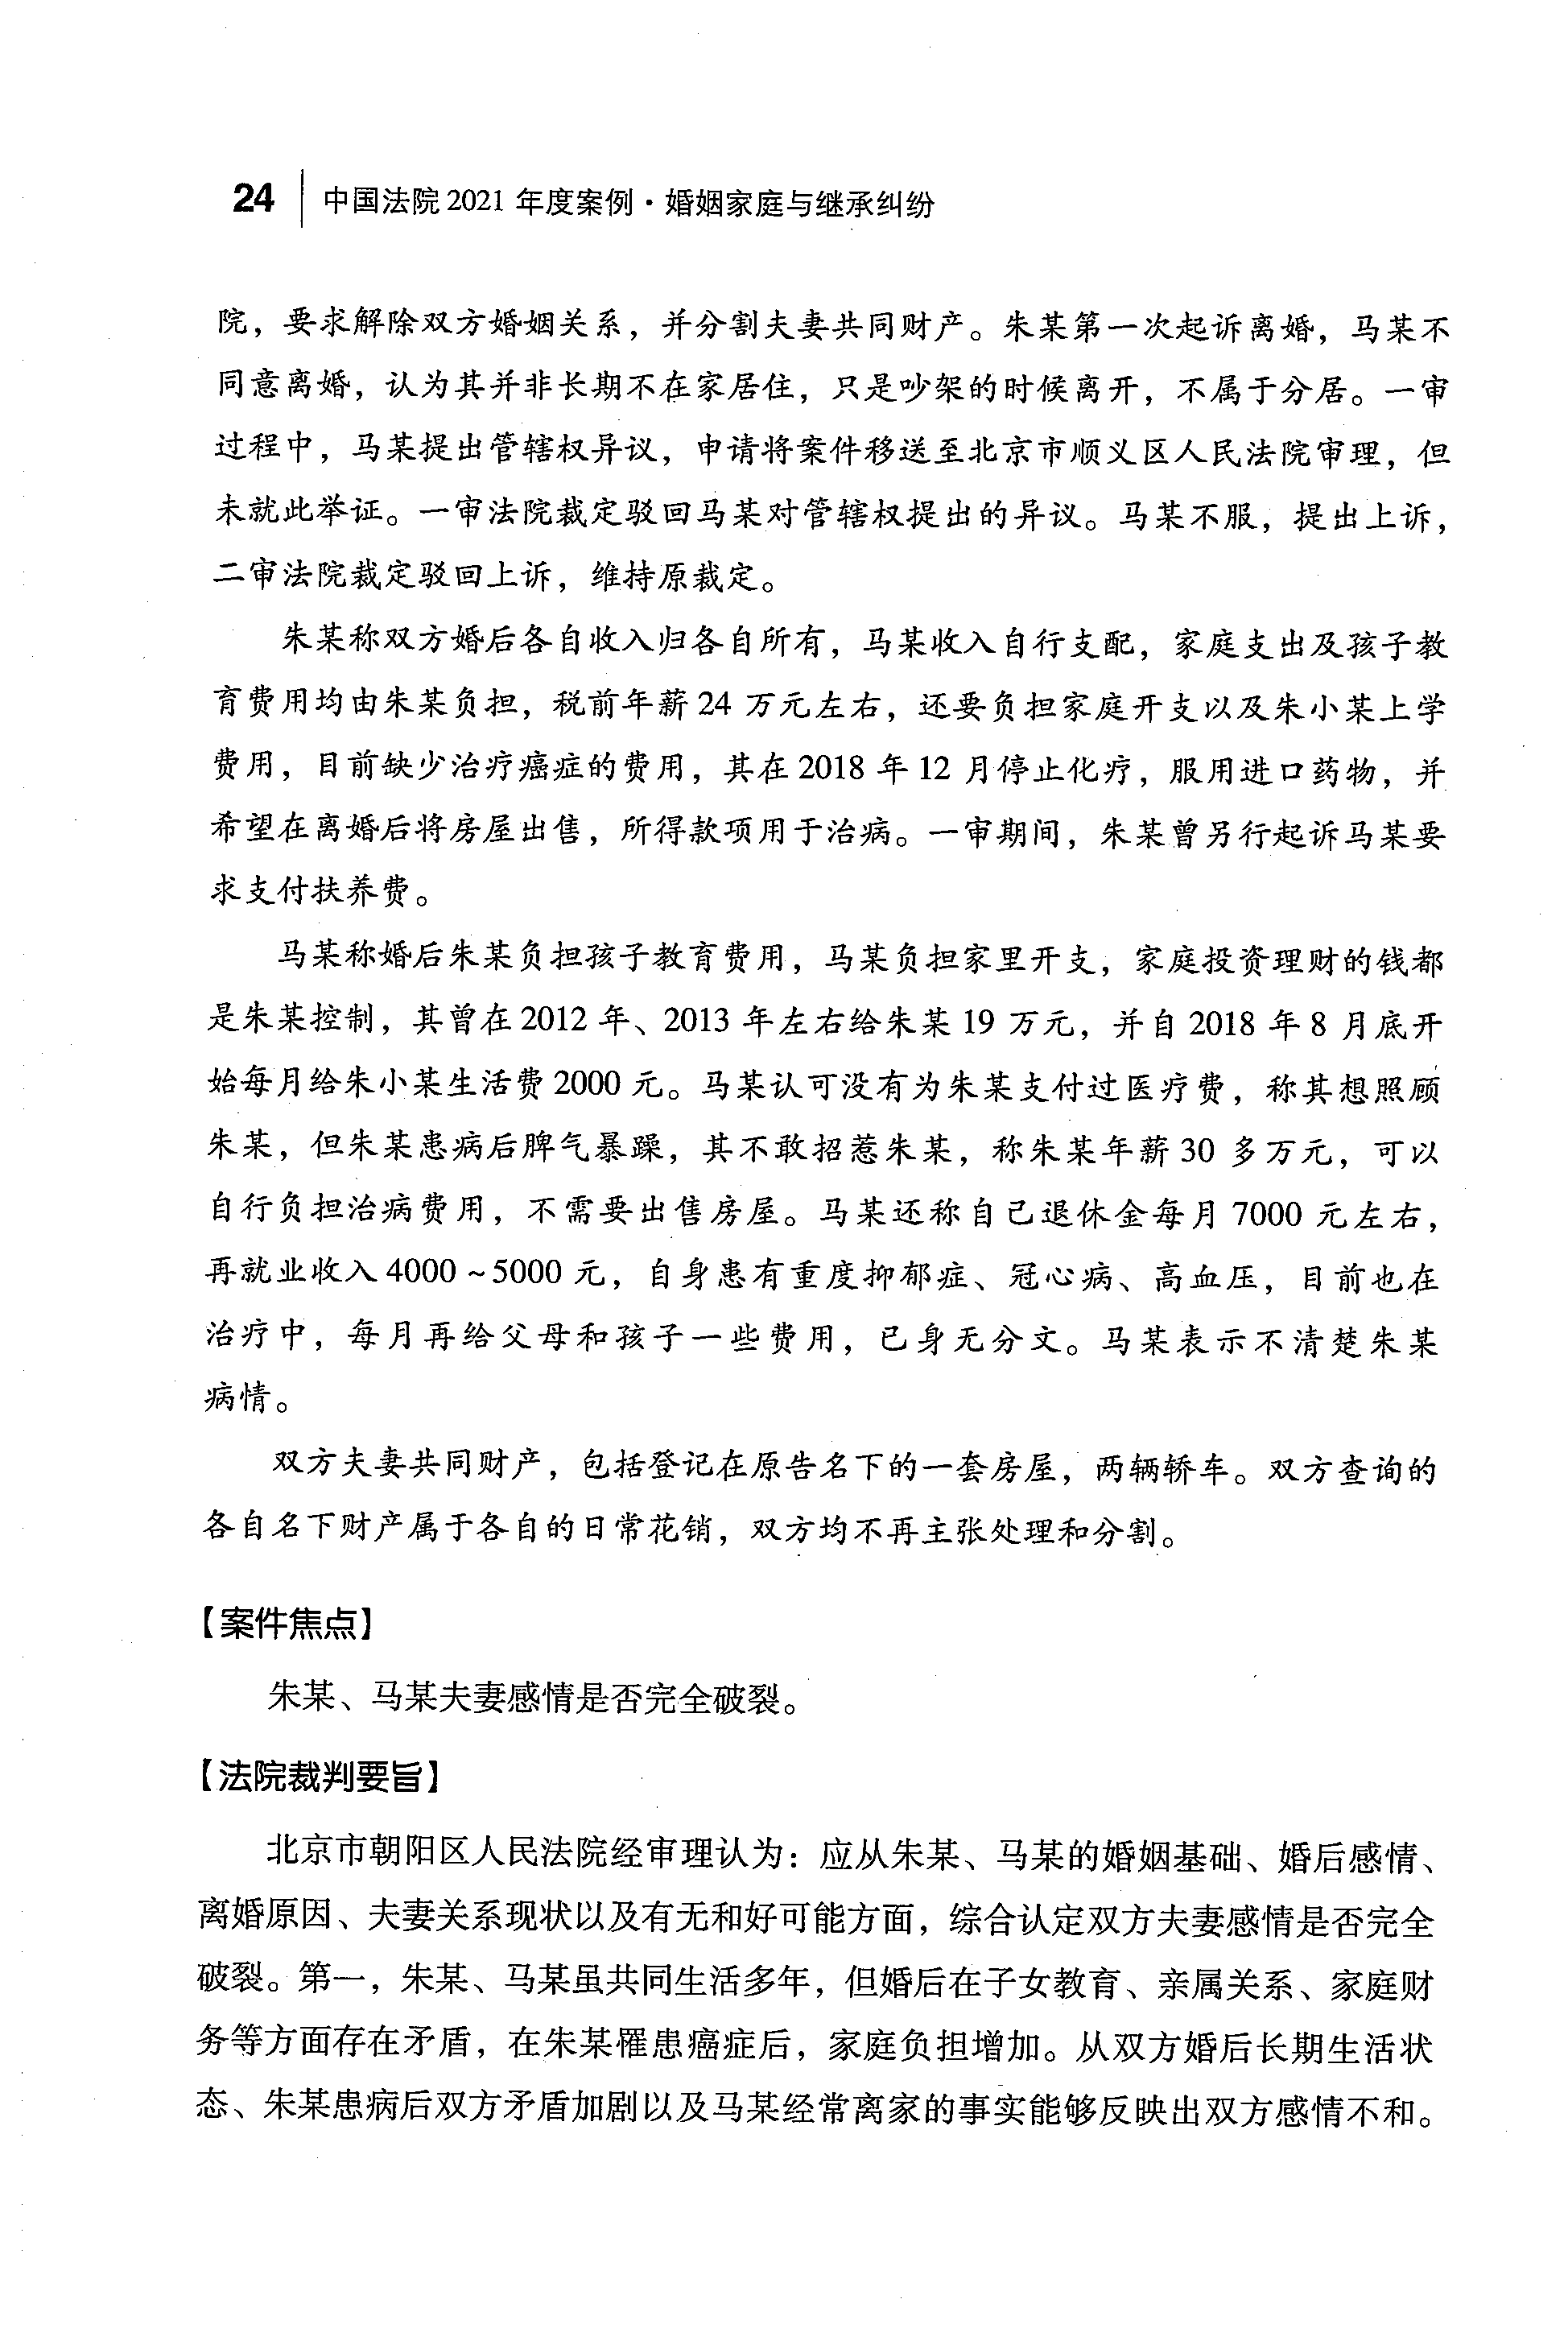 24 中国法院2021年度案例·婚姻家庭与继承纠纷
院，要求解除双方婚姻关系，并分割夫妻共同财产。朱某第一次起诉离婚，马某不
同意离婚，认为其并非长期不在家居住，只是吵架的时候离开，不属于分居。一审
过程中，马某提出管辖权异议，申请将案件移送至北京市顺义区人民法院审理，但
未就此举证。一审法院裁定驳回马某对管辖权提出的异议。马某不服，提出上诉，
二审法院裁定驳回上诉，维持原裁定。
朱某称双方婚后各自收入归各自所有，马某收入自行支配，家庭支出及孩子教
育费用均由朱某负担，税前年薪24万元左右，还要负担家庭开支以及朱小某上学
费用，目前缺少治疗癌症的费用，其在2018年12月停止化疗，服用进口药物，并
希望在离婚后将房屋出售，所得款项用于治病。一审期间，朱某曾另行起诉马某要
求支付扶养费。
马某称婚后朱某负担孩子教育费用，马某负担家里开支，家庭投资理财的钱都
是朱某控制，其曾在2012年、2013年左右给朱某19万元，并自2018年8月底开
始每月给朱小某生活费2000元。马某认可没有为朱某支付过医疗费，称其想照顾
朱某，但朱某患病后脾气暴躁，其不敢招惹朱某，称朱某年薪30多万元，可以
自行负担治病费用，不需要出售房屋。马某还称自己退休金每月7000元左右，
再就业收入4000~5000元，自身患有重度抑郁症、冠心病、高血压，目前也在
治疗中，每月再给父母和孩子一些费用，已身无分文。马某表示不清楚朱某
病情。
双方夫妻共同财产，包括登记在原告名下的一套房屋，两辆轿车。双方查询的
各自名下财产属于各自的日常花销，双方均不再主张处理和分割。
【案件焦点】
朱某、马某夫妻感情是否完全破裂。
【法院裁判要旨】
北京市朝阳区人民法院经审理认为：应从朱某、马某的婚姻基础、婚后感情、
离婚原因、夫妻关系现状以及有无和好可能方面，综合认定双方夫妻感情是否完全
破裂。第一，朱某、马某虽共同生活多年，但婚后在子女教育、亲属关系、家庭财
务等方面存在矛盾，在朱某罹患癌症后，家庭负担增加。从双方婚后长期生活状
态、朱某患病后双方矛盾加剧以及马某经常离家的事实能够反映出双方感情不和。